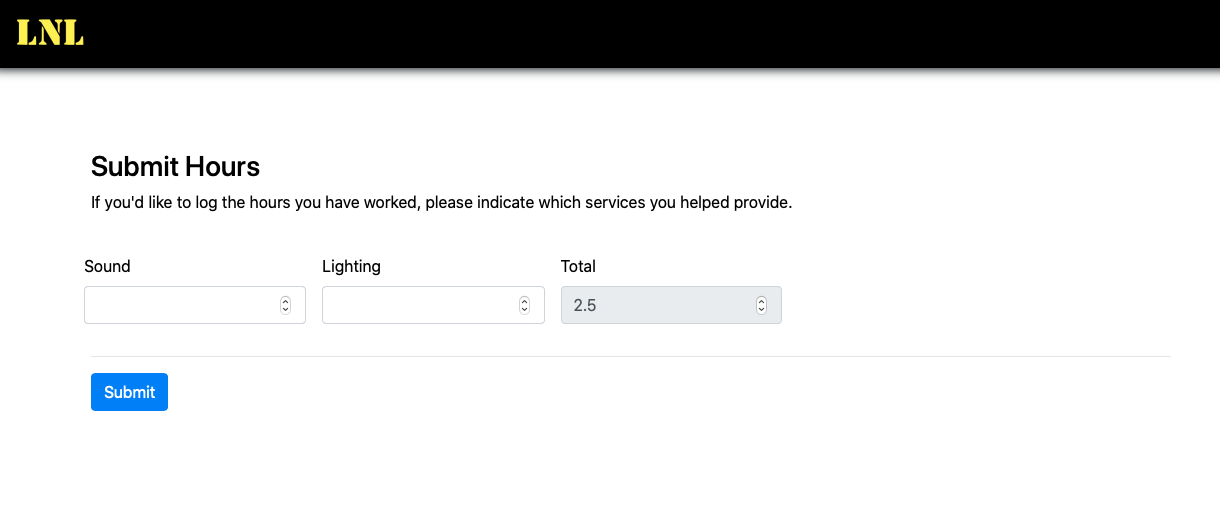 LNL
Submit Hours
If you'd like to log the hours you have worked, please indicate which services you helped provide.
Sound Lighting Total
2.5
Submit